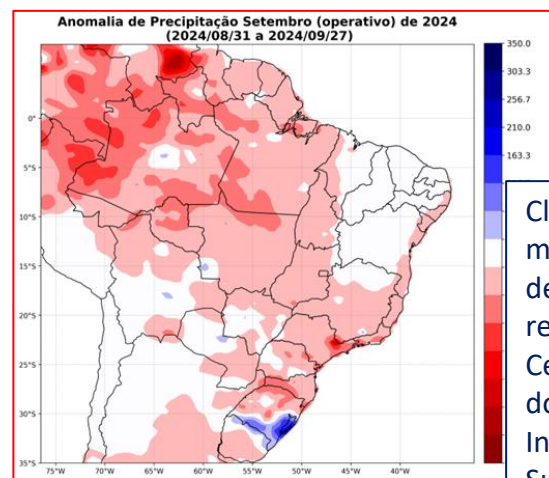 Anomalia de Precipitação Setembro (operativo) de 2024
(2024/08/31 a 2024/09/27)
350.0
303.3
256.7
210.0
163.3
0°
5°S
10°S
15°S
20°S
25°S
30°S
35°S
75°W
70°W
65°W
60°W
55°W
50°W
45°W
40°W
Cl
m
de
re
Ce
do
In